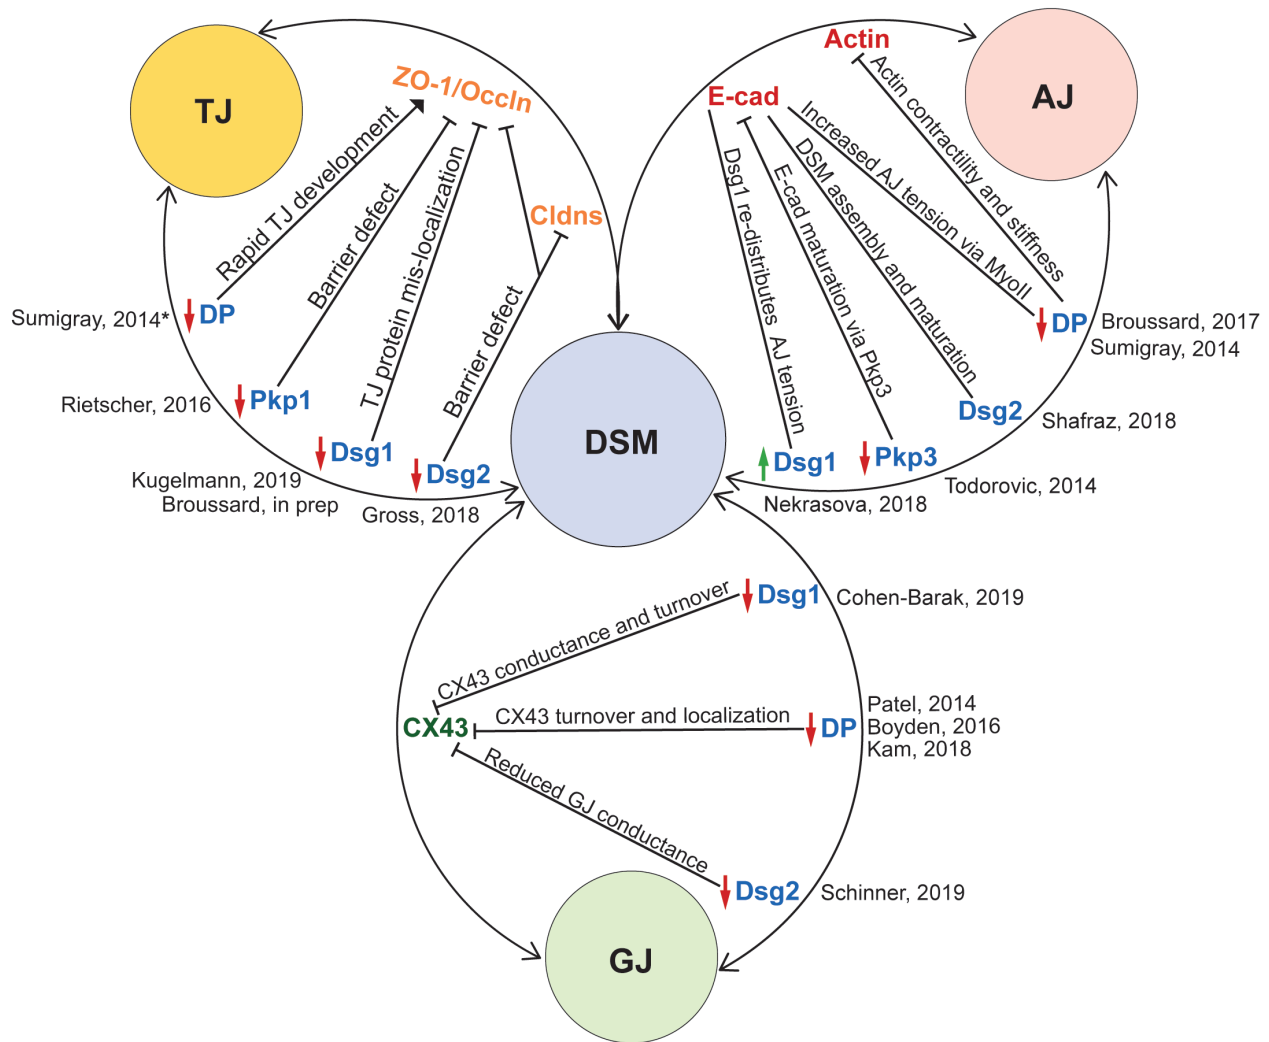 TJ
ZO-1/Occln
Rapid TJ development
Barrier defect
TJ protein mis-localization
Barrier defect
Cldns
DP
Sumigray, 2014*
Pkp1
Rietscher, 2016
Dsg1
Kugelmann, 2019
Broussard, in prep
Dsg2
Gross, 2018
AJ
Actin
E-cad
Actin contractility and stiffness
Increased AJ tension via MyoII
DSM assembly and maturation
E-cad maturation via Pkp3
Dsg1 re-distributes AJ tension
DP
Broussard, 2017
Sumigray, 2014
Dsg2
Shafraz, 2018
Pkp3
Todorovic, 2014
Dsg1
Nekrasova, 2018
DSM
Dsg1
Cohen-Barak, 2019
CX43 conductance and turnover
CX43
CX43 turnover and localization
DP
Patel, 2014
Boyden, 2016
Kam, 2018
Reduced GJ conductance
Dsg2
Schinner, 2019
GJ